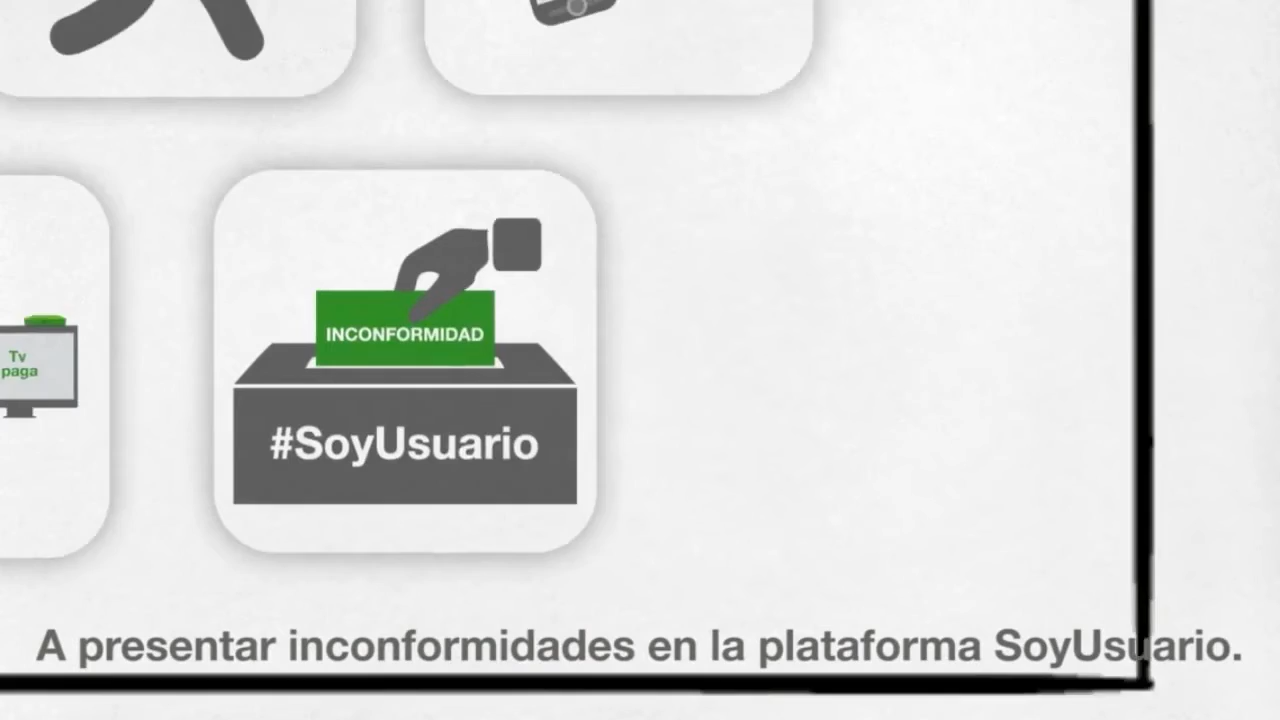 INCONFORMIDAD
Tv
paga
#SoyUsuario
A presentar inconformidades en la plataforma SoyUsuario.